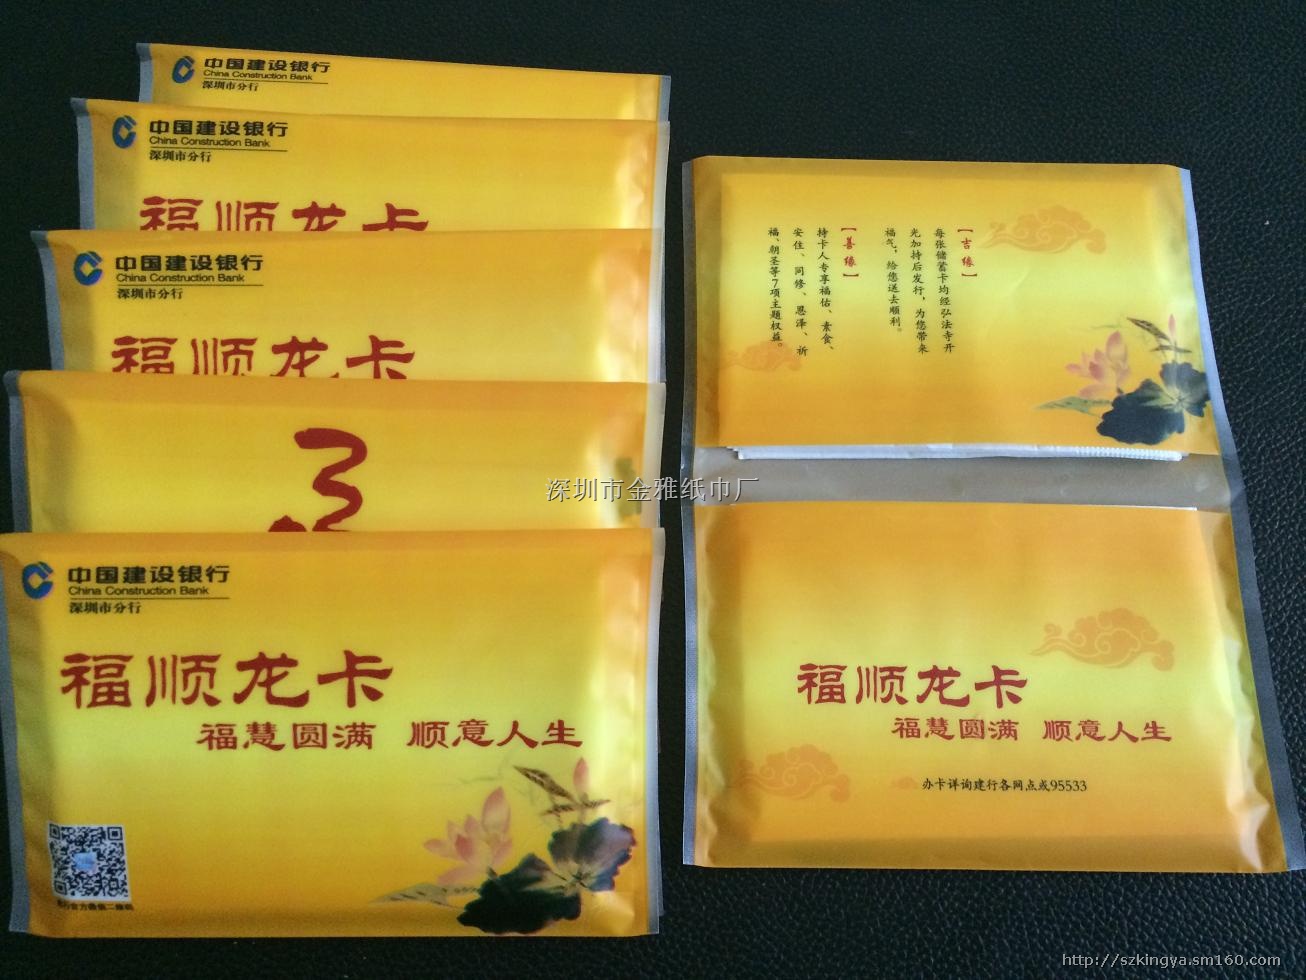 中国建设银行
China Construction Bank
深圳市分行
中国建设银行
China Construction Bank
深圳市分行
福顺龙卡
中国建设银行
China Construction Bank
深圳市分行
福顺龙卡
中国建设银行
China Construction Bank
深圳市分行
福顺龙卡
福慧圆满 顺意人生
【吉缘】
每张储蓄卡均经弘法寺开
光加持后发行，为您带来
福气，给您送去顺利。
【善缘】
持卡人专享福佑、素食、
安住、同修、恩泽、祈
福、朝圣等7项主题权益。
福顺龙卡
福慧圆满 顺意人生
办卡详询建行各网点或95533
深圳市金雅纸巾厂
http://szkingya.sm160.com